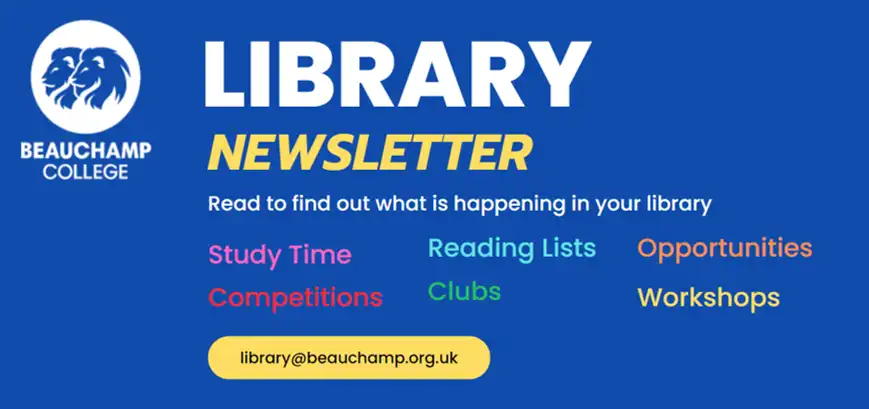 BEAUCHAMP
COLLEGE
LIBRARY
NEWSLETTER
Read to find out what is happening in your library
Study Time
Reading Lists
Opportunities
Competitions
Clubs
Workshops
library@beauchamp.org.uk